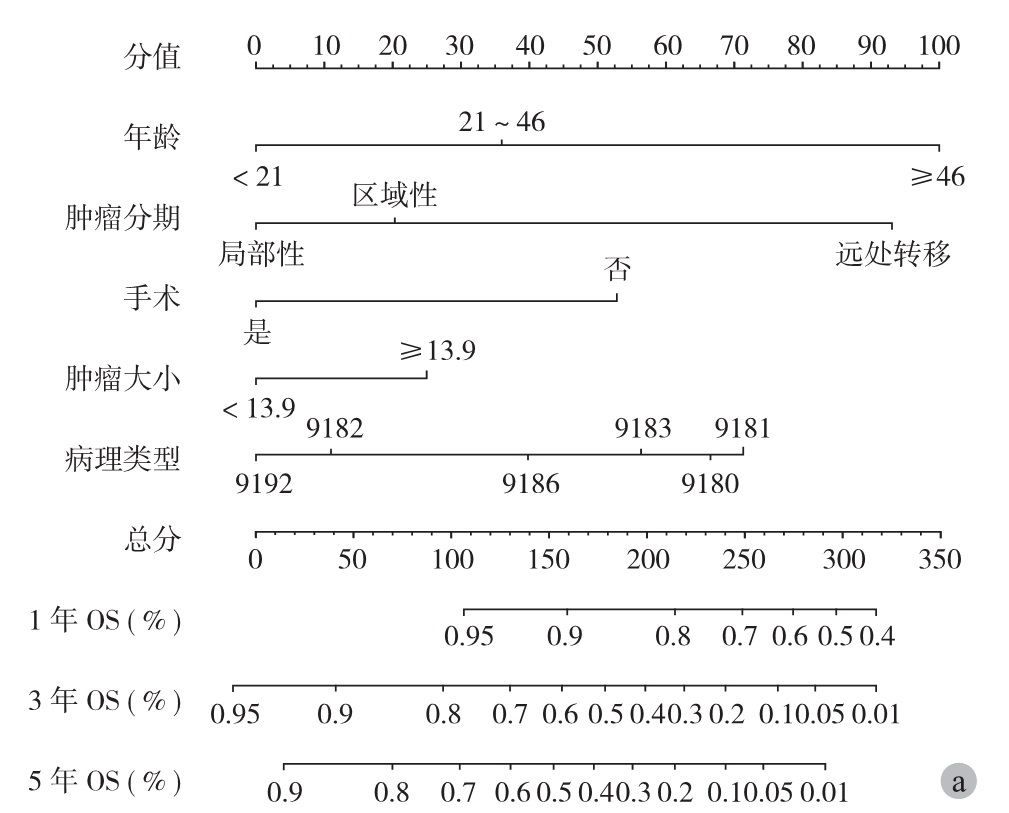 分值 0 10 20 30 40 50 60 70 80 90 100
21 ~ 46
年龄
< 21 ≥46
区域性
肿瘤分期
局部性 远处转移
否
手术
是
≥13.9
肿瘤大小
< 13.9
9182 9183 9181
病理类型
9192 9186 9180
总分
0 50 100 150 200 250 300 350
1 年 OS ( % )
0.95 0.9 0.8 0.7 0.6 0.5 0.4
3 年 OS ( % )
0.95 0.9 0.8 0.7 0.6 0.5 0.4 0.3 0.2 0.1 0.05 0.01
5 年 OS ( % )
0.9 0.8 0.7 0.6 0.5 0.4 0.3 0.2 0.1 0.05 0.01
a